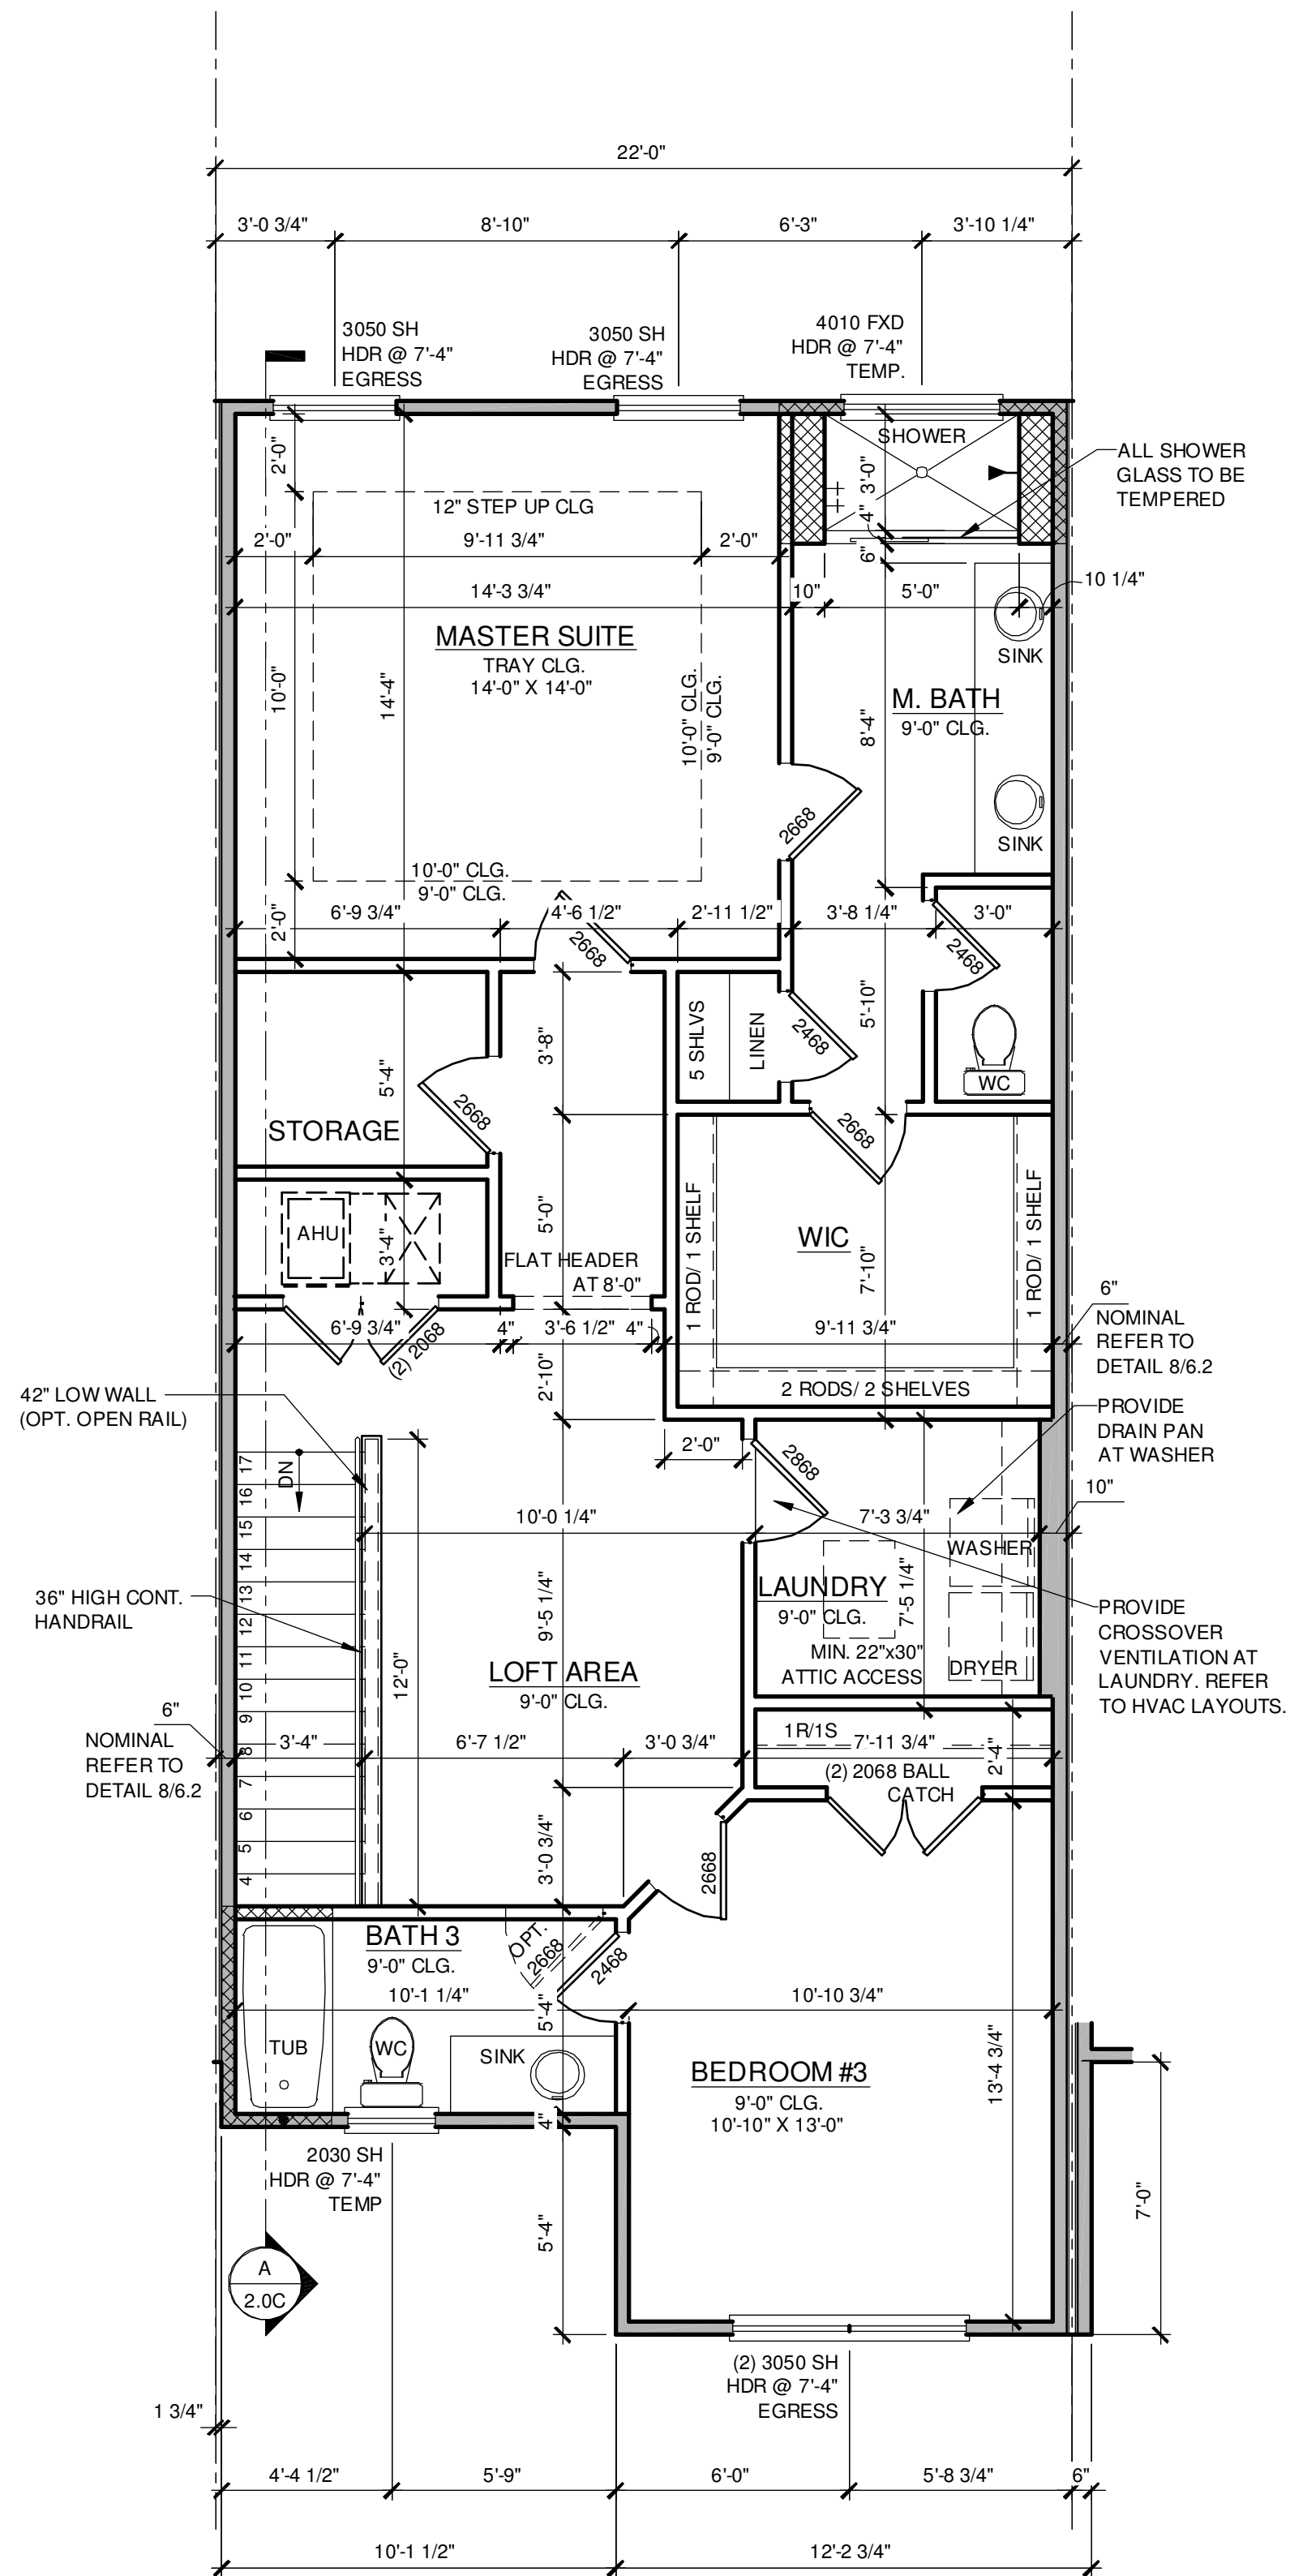 22'-0"
3'-0 3/4"
8'-10"
6'-3"
3'-10 1/4"
3050 SH
HDR @ 7'-4"
EGRESS
3050 SH
HDR @ 7'-4"
EGRESS
4010 FXD
HDR @ 7'-4"
TEMP.
SHOWER
ALL SHOWER
GLASS TO BE
TEMPERED
2'-0"
3'-0"
4"
6"
12" STEP UP CLG
2'-0"
9'-11 3/4"
2'-0"
14'-3 3/4"
10"
5'-0"
10 1/4"
MASTER SUITE
TRAY CLG.
14'-0" X 14'-0"
SINK
10'-0"
14'-4"
10'-0" CLG.
9'-0" CLG.
M. BATH
9'-0" CLG.
8'-4"
2668
SINK
10'-0" CLG.
9'-0" CLG.
2'-0"
6'-9 3/4"
4'-6 1/2"
2'-11 1/2"
3'-8 1/4"
3'-0"
2668
2468
5'-10"
5 SHLVS
LINEN
2468
WC
3'-8"
5'-4"
2668
STORAGE
2668
AHU
3'-4"
5'-0"
FLAT HEADER
AT 8'-0"
1 ROD/ 1 SHELF
WIC
7'-10"
1 ROD/ 1 SHELF
6'-9 3/4"
(2) 2068
4"
3'-6 1/2"
4"
9'-11 3/4"
6"
NOMINAL
REFER TO
DETAIL 8/6.2
2'-10"
2 RODS/ 2 SHELVES
42" LOW WALL
(OPT. OPEN RAIL)
PROVIDE
DRAIN PAN
AT WASHER
2'-0"
2868
DN
17
16
15
14
13
12
11
10
9
8
7
6
5
4
10'-0 1/4"
7'-3 3/4"
10"
WASHER
36" HIGH CONT.
HANDRAIL
9'-5 1/4"
LAUNDRY
9'-0" CLG.
7'-5 1/4"
MIN. 22"x30"
ATTIC ACCESS
DRYER
PROVIDE
CROSSOVER
VENTILATION AT
LAUNDRY. REFER
TO HVAC LAYOUTS.
12'-0"
LOFT AREA
9'-0" CLG.
6"
NOMINAL
REFER TO
DETAIL 8/6.2
3'-4"
6'-7 1/2"
3'-0 3/4"
1R/1S
7'-11 3/4"
2'-4"
(2) 2068 BALL
CATCH
3'-0 3/4"
2668
BATH 3
9'-0" CLG.
OPT.
2668
2468
10'-1 1/4"
5'-4"
10'-10 3/4"
TUB
WC
SINK
13'-4 3/4"
BEDROOM #3
9'-0" CLG.
10'-10" X 13'-0"
4"
2030 SH
HDR @ 7'-4"
TEMP
5'-4"
7'-0"
A
2.0C
(2) 3050 SH
HDR @ 7'-4"
EGRESS
1 3/4"
4'-4 1/2"
5'-9"
6'-0"
5'-8 3/4"
6"
10'-1 1/2"
12'-2 3/4"